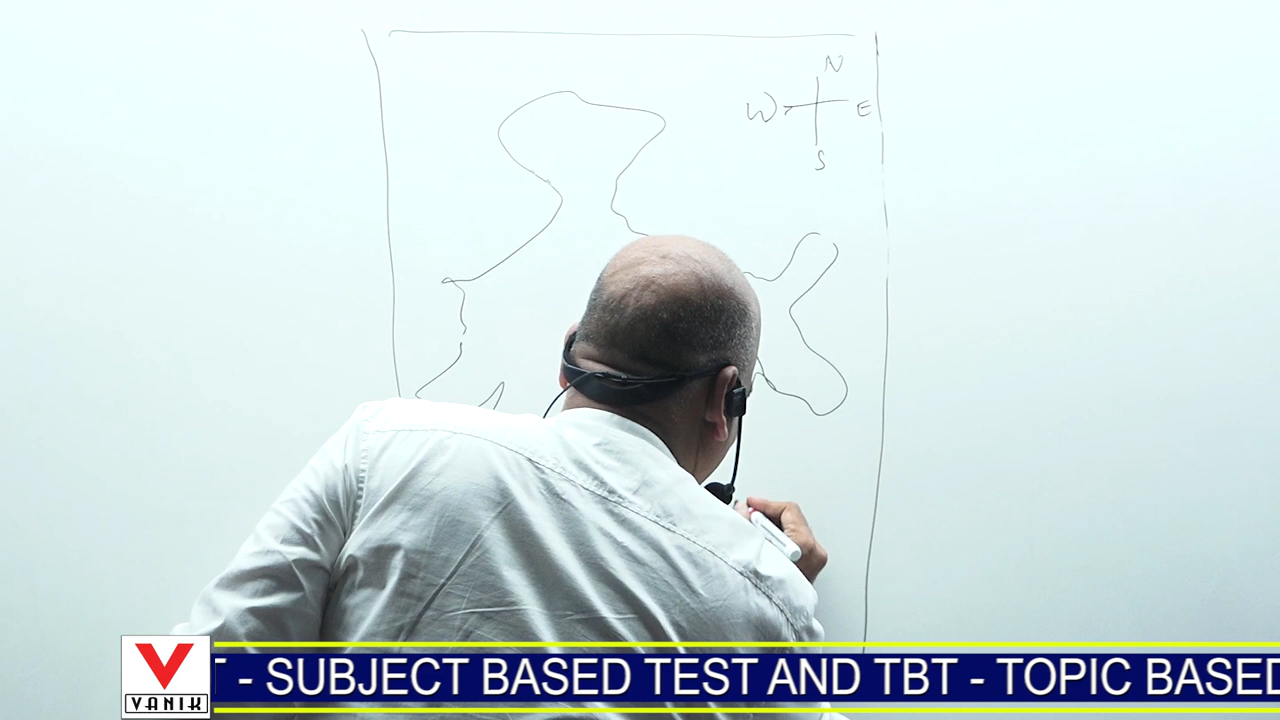 N
W E
S
T - SUBJECT BASED TEST AND TBT - TOPIC BASED
VANIK